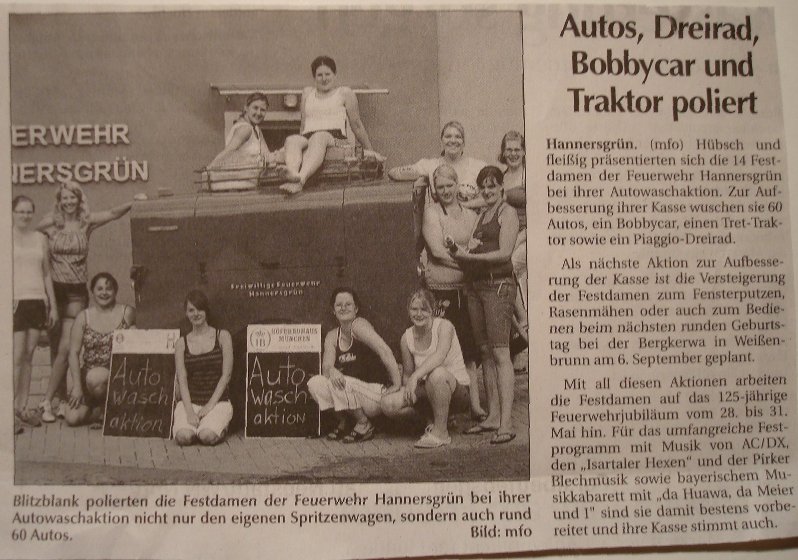 Autos, Dreirad,
Bobbycar und
Traktor poliert
Hannersgrün. (mfo) Hübsch und
fleißig präsentierten sich die 14 Fest-
damen der Feuerwehr Hannersgrün
bei ihrer Autowaschaktion. Zur Auf-
besserung ihrer Kasse wuschen sie 60
Autos, ein Bobbycar, einen Tret-Trak-
tor sowie ein Piaggio-Dreirad.
Als nächste Aktion zur Aufbesse-
rung der Kasse ist die Versteigerung
der Festdamen zum Fensterputzen,
Rasenmähen oder auch zum Bedie-
nen beim nächsten runden Geburts-
tag bei der Bergkerwa in Weißen-
brunn am 6. September geplant.
Mit all diesen Aktionen arbeiten
die Festdamen auf das 125-jährige
Feuerwehrjubiläum vom 28. bis 31.
Mai hin. Für das umfangreiche Fest-
programm mit Musik von AC/DX,
den „Isartaler Hexen" und der Pirker
Blechmusik sowie bayerischem Mu-
sikkabarett mit „da Huawa, da Meier
und I" sind sie damit bestens vorbe-
reitet und ihre Kasse stimmt auch.
ERWEHR
NERSGRÜN
Freiwillige Feuerwehr
Hannersgrün
Auto
wasch
aktion
HOFBRÄUHAUS
MÜNCHEN
HB
Auto
wasch
aktion
Blitzblank polierten die Festdamen der Feuerwehr Hannersgrün bei ihrer
Autowaschaktion nicht nur den eigenen Spritzenwagen, sondern auch rund
60 Autos. Bild: mfo